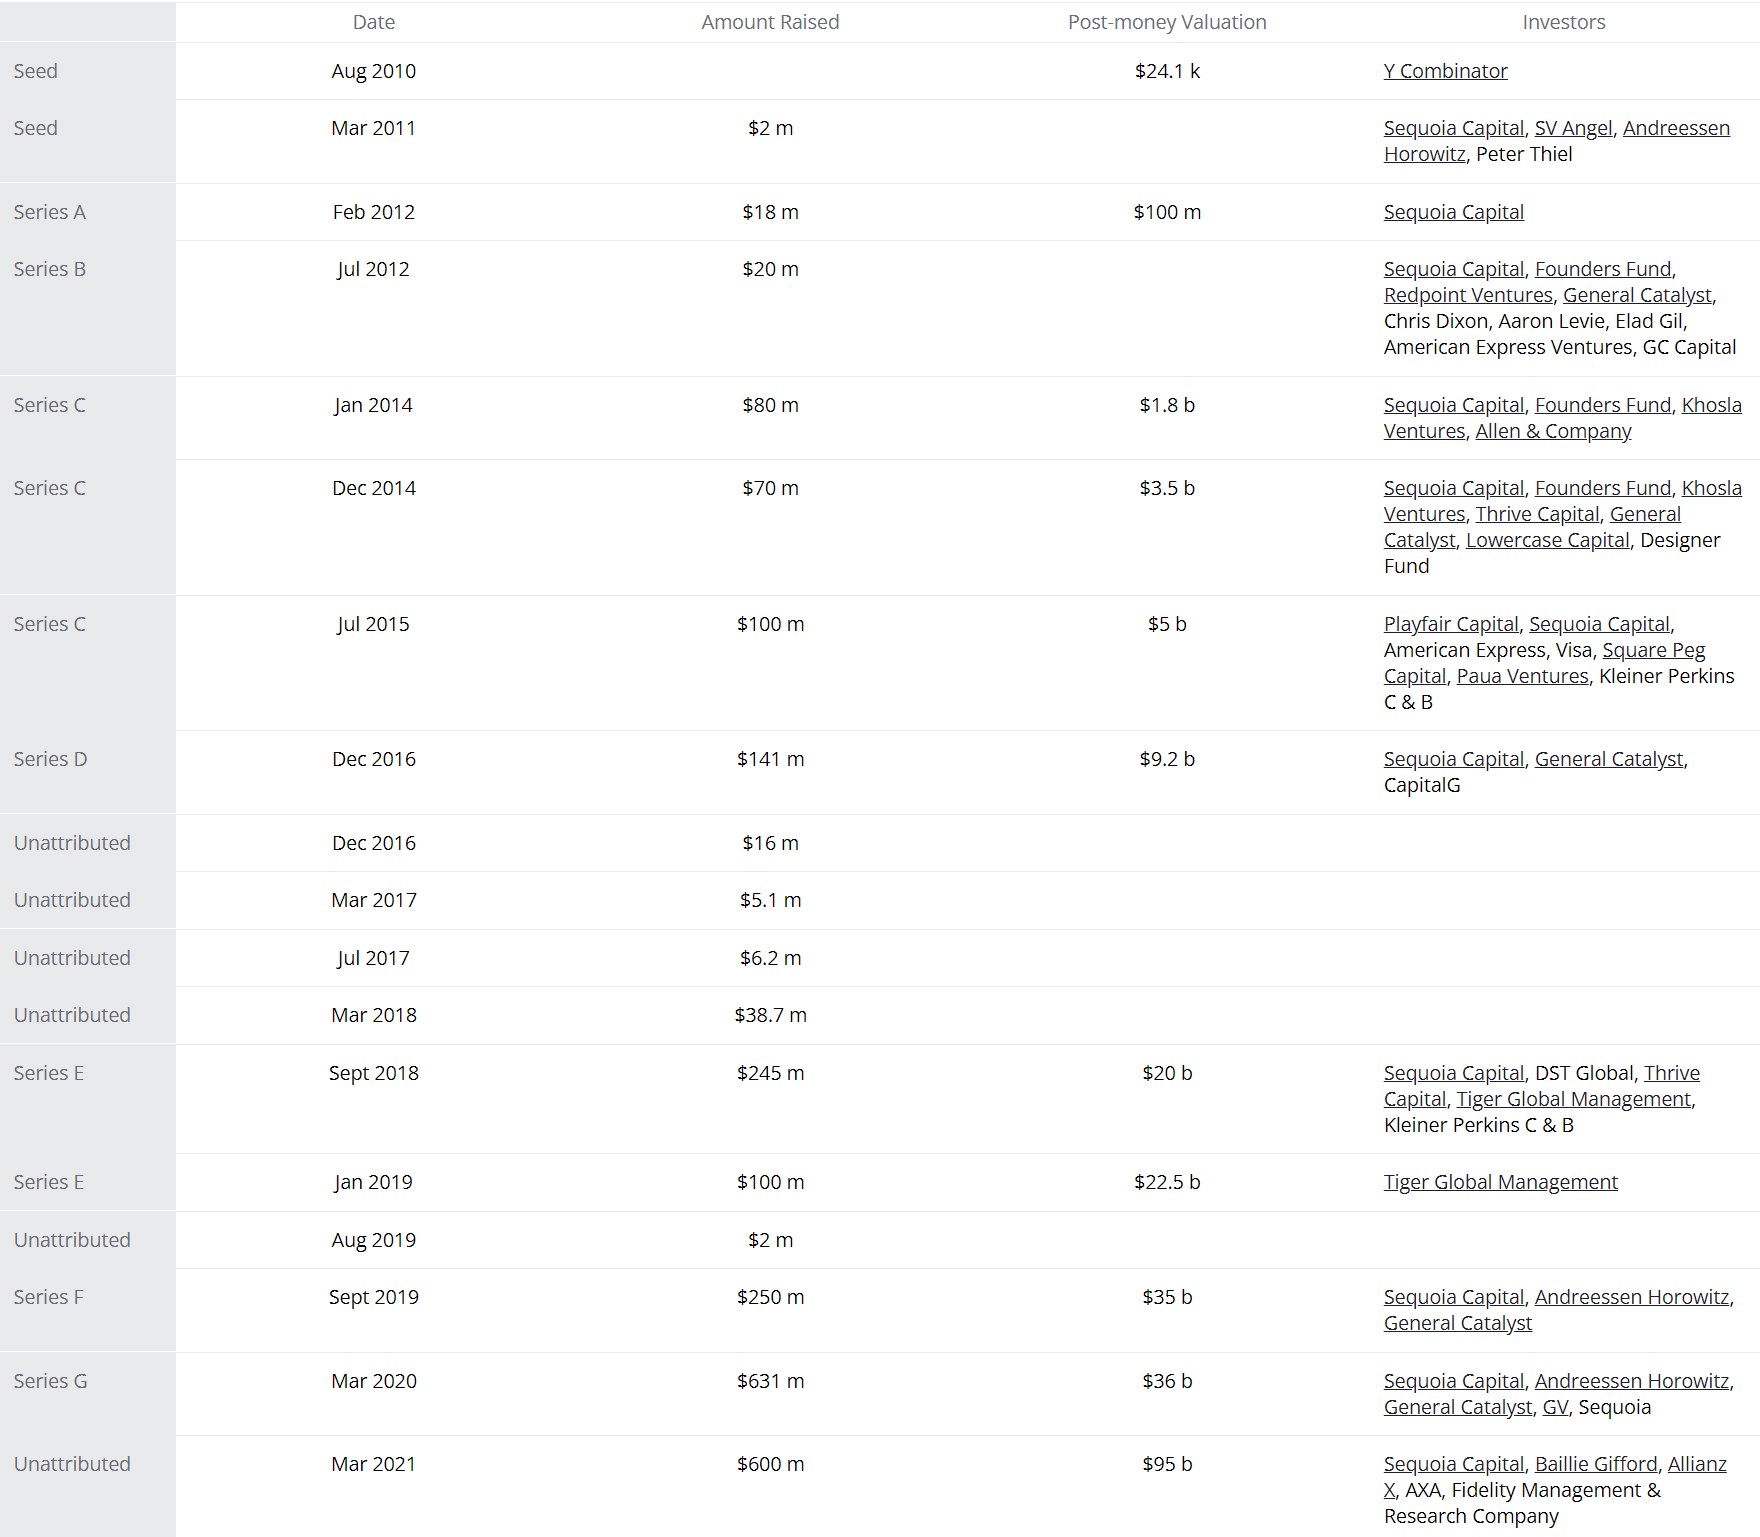 Date Amount Raised Post-money Valuation Investors
Seed Aug 2010 $24.1 k Y Combinator
Seed Mar 2011 $2 m Sequoia Capital, SV Angel, Andreessen
Horowitz, Peter Thiel
Series A Feb 2012 $18 m $100 m Sequoia Capital
Series B Jul 2012 $20 m Sequoia Capital, Founders Fund,
Redpoint Ventures, General Catalyst,
Chris Dixon, Aaron Levie, Elad Gil,
American Express Ventures, GC Capital
Series C Jan 2014 $80 m $1.8 b Sequoia Capital, Founders Fund, Khosla
Ventures, Allen & Company
Series C Dec 2014 $70 m $3.5 b Sequoia Capital, Founders Fund, Khosla
Ventures, Thrive Capital, General
Catalyst, Lowercase Capital, Designer
Fund
Series C Jul 2015 $100 m $5 b Playfair Capital, Sequoia Capital,
American Express, Visa, Square Peg
Capital, Paua Ventures, Kleiner Perkins
C & B
Series D Dec 2016 $141 m $9.2 b Sequoia Capital, General Catalyst,
CapitalG
Unattributed Dec 2016 $16 m
Unattributed Mar 2017 $5.1 m
Unattributed Jul 2017 $6.2 m
Unattributed Mar 2018 $38.7 m
Series E Sept 2018 $245 m $20 b Sequoia Capital, DST Global, Thrive
Capital, Tiger Global Management,
Kleiner Perkins C & B
Series E Jan 2019 $100 m $22.5 b Tiger Global Management
Unattributed Aug 2019 $2 m
Series F Sept 2019 $250 m $35 b Sequoia Capital, Andreessen Horowitz,
General Catalyst
Series G Mar 2020 $631 m $36 b Sequoia Capital, Andreessen Horowitz,
General Catalyst, GV, Sequoia
Unattributed Mar 2021 $600 m $95 b Sequoia Capital, Baillie Gifford, Allianz
X, AXA, Fidelity Management &
Research Company